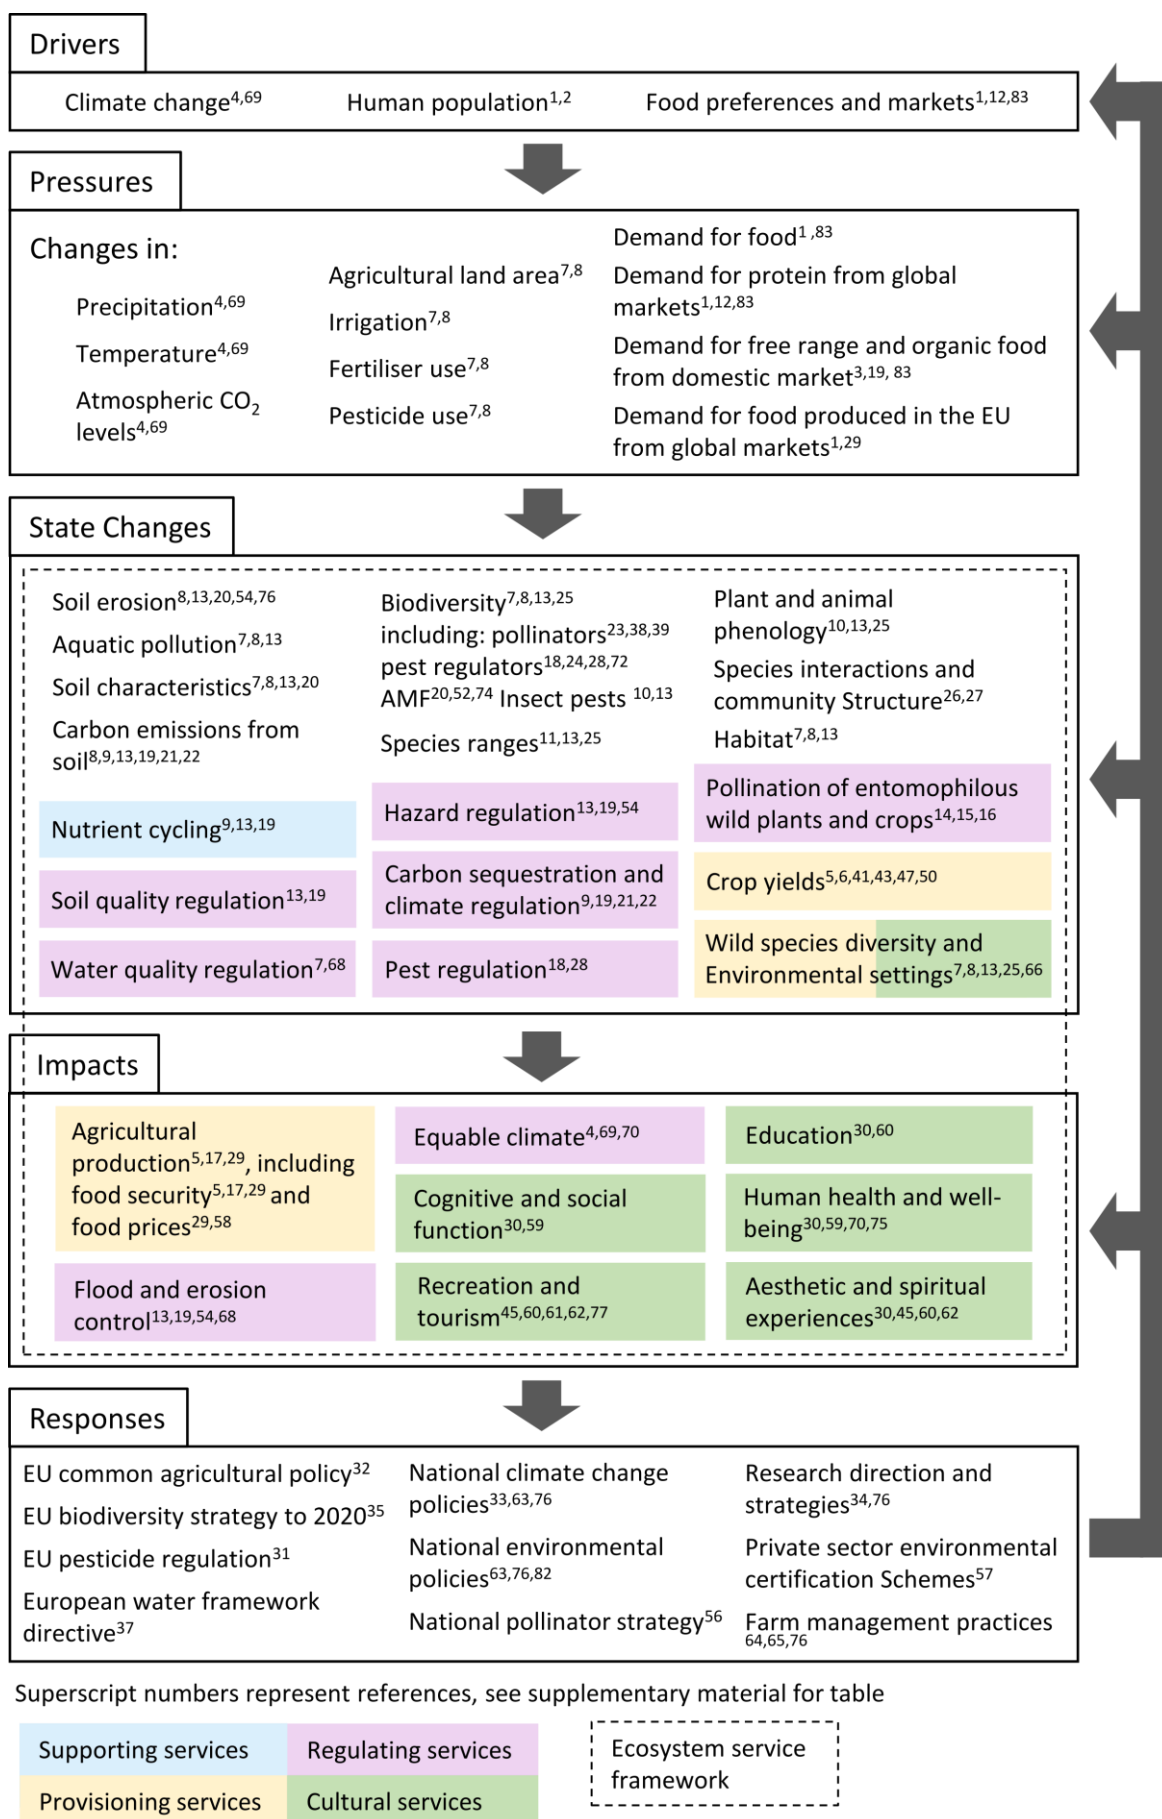 Drivers
Climate change4,69
Human population1,2
Food preferences and markets1,12,83
Pressures
Changes in:
Precipitation4,69
Temperature4,69
Atmospheric CO2
levels4,69
Agricultural land area7,8
Irrigation7,8
Fertiliser use7,8
Pesticide use7,8
Demand for food1 ,83
Demand for protein from global
markets1,12,83
Demand for free range and organic food
from domestic market3,19, 83
Demand for food produced in the EU
from global markets1,29
State Changes
Soil erosion8,13,20,54,76
Aquatic pollution7,8,13
Soil characteristics7,8,13,20
Carbon emissions from
soil8,9,13,19,21,22
Nutrient cycling9,13,19
Soil quality regulation13,19
Water quality regulation7,68
Biodiversity7,8,13,25
including: pollinators23,38,39
pest regulators18,24,28,72
AMF20,52,74 Insect pests 10,13
Species ranges11,13,25
Hazard regulation13,19,54
Carbon sequestration and
climate regulation9,19,21,22
Pest regulation18,28
Plant and animal
phenology10,13,25
Species interactions and
community Structure26,27
Habitat7,8,13
Pollination of entomophilous
wild plants and crops14,15,16
Crop yields5,6,41,43,47,50
Wild species diversity and
Environmental settings7,8,13,25,66
Impacts
Agricultural
production5,17,29, including
food security5,17,29 and
food prices29,58
Flood and erosion
control13,19,54,68
Equable climate4,69,70
Cognitive and social
function30,59
Recreation and
tourism45,60,61,62,77
Education30,60
Human health and well-
being30,59,70,75
Aesthetic and spiritual
experiences30,45,60,62
Responses
EU common agricultural policy32
EU biodiversity strategy to 202035
EU pesticide regulation31
European water framework
directive37
National climate change
policies33,63,76
National environmental
policies63,76,82
National pollinator strategy56
Research direction and
strategies34,76
Private sector environmental
certification Schemes57
Farm management practices
64,65,76
Superscript numbers represent references, see supplementary material for table
Supporting services
Regulating services
Provisioning services
Cultural services
Ecosystem service
framework